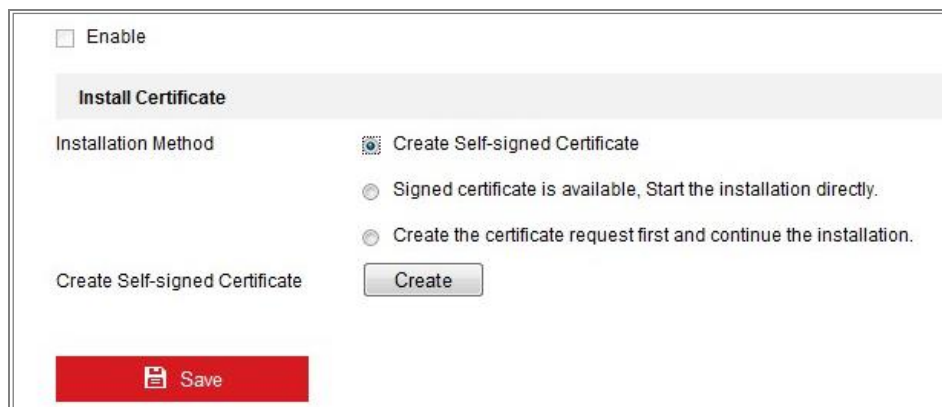 Enable
Install Certificate
Installation Method
Create Self-signed Certificate
Signed certificate is available, Start the installation directly.
Create the certificate request first and continue the installation.
Create Self-signed Certificate
Create
Save